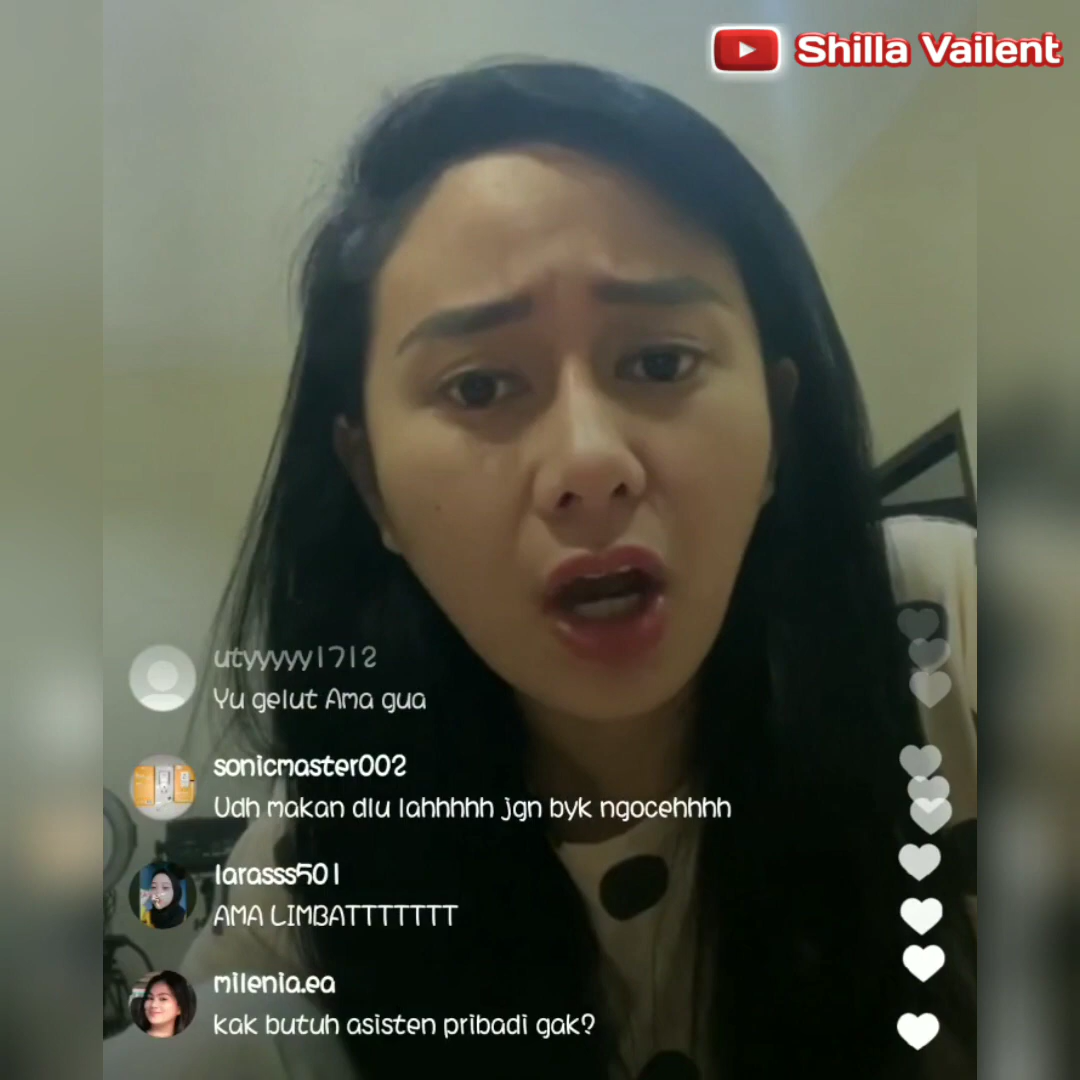 Shilla Vailent
utyyyyy1712
Yu gelut Ama gua
sonicmaster002
Udh makan dlu lahhhhh jgn byk ngocehhhh
larasss501
AMA LIMBATTTTTTT
milenia.ea
kak butuh asisten pribadi gak?